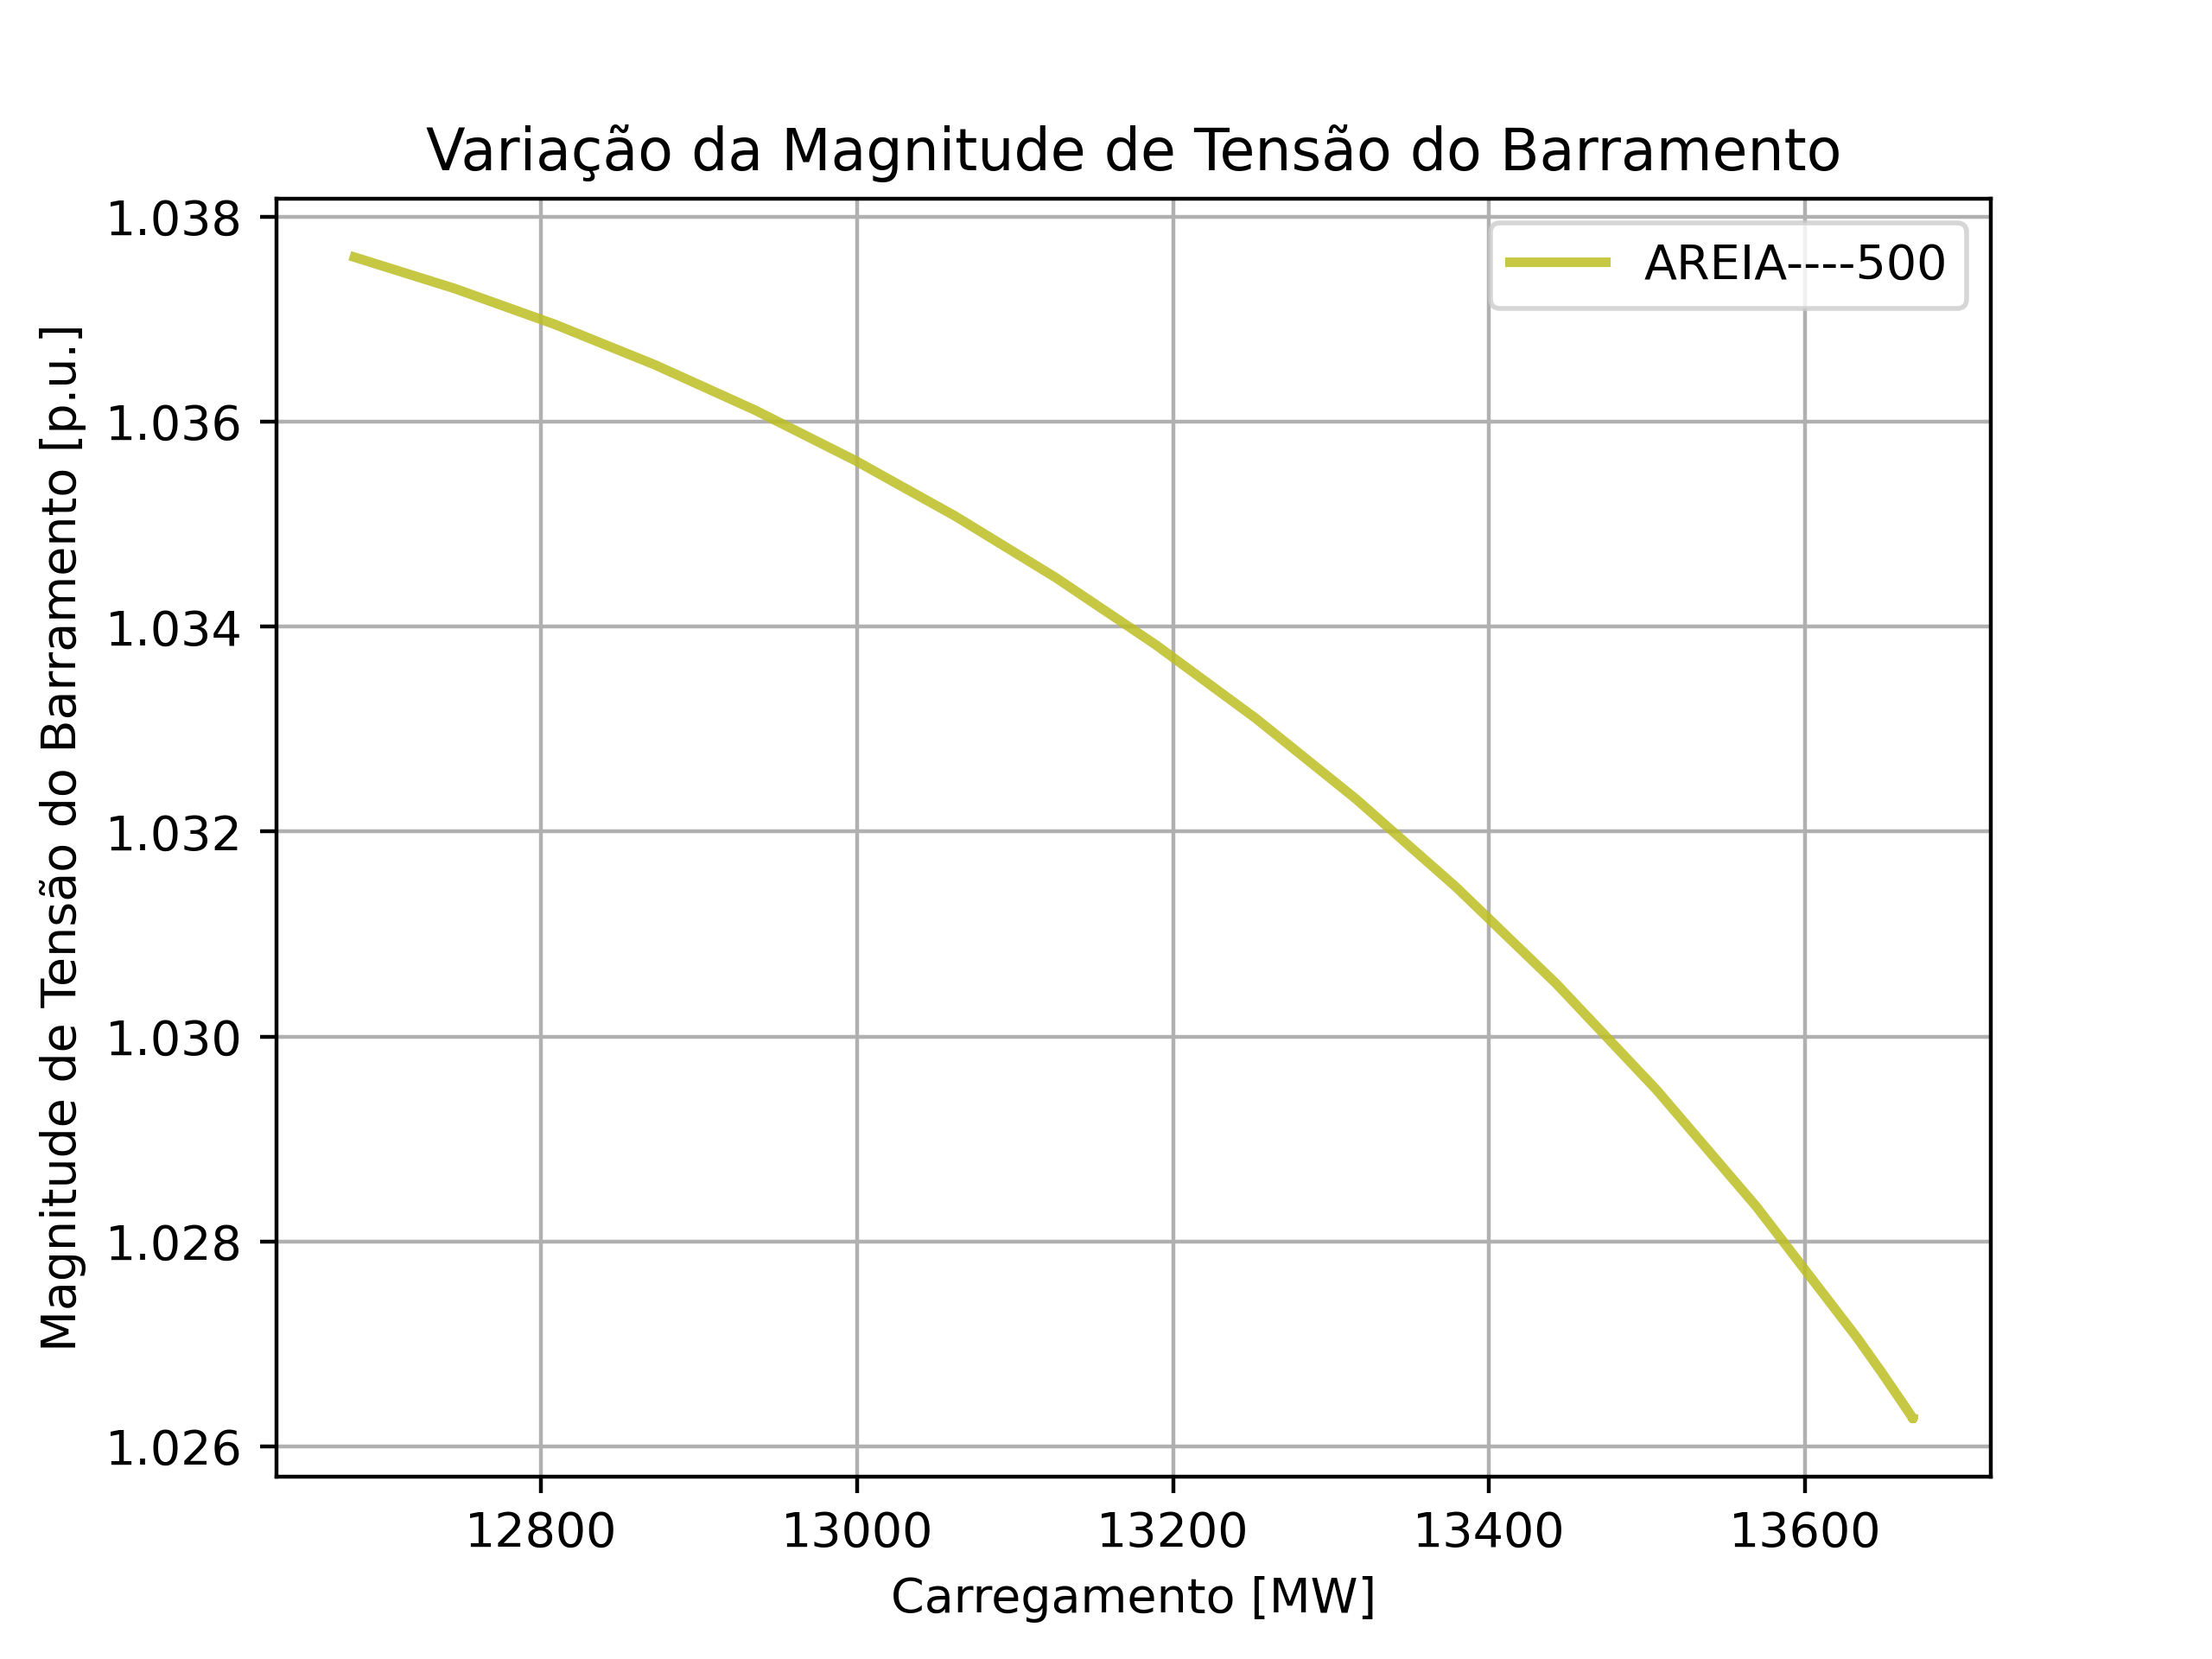 Variação da Magnitude de Tensão do Barramento
AREIA----500
Magnitude de Tensão do Barramento [p.u.]
1.038
1.036
1.034
1.032
1.030
1.028
1.026
12800 13000 13200 13400 13600
Carregamento [MW]